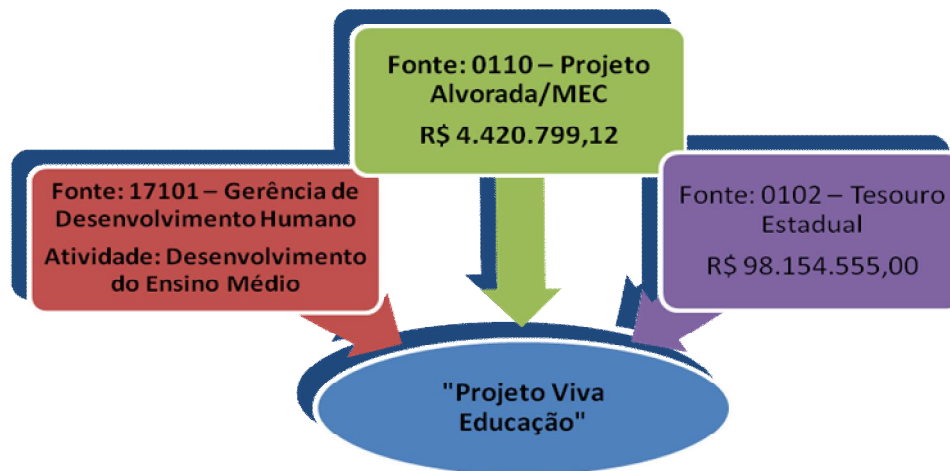 Fonte: 0110 – Projeto
Alvorada/MEC
R$ 4.420.799,12
Fonte: 17101 – Gerência de
Desenvolvimento Humano
Atividade: Desenvolvimento
do Ensino Médio
Fonte: 0102 – Tesouro
Estadual
R$ 98.154.555,00
"Projeto Viva
Educação"